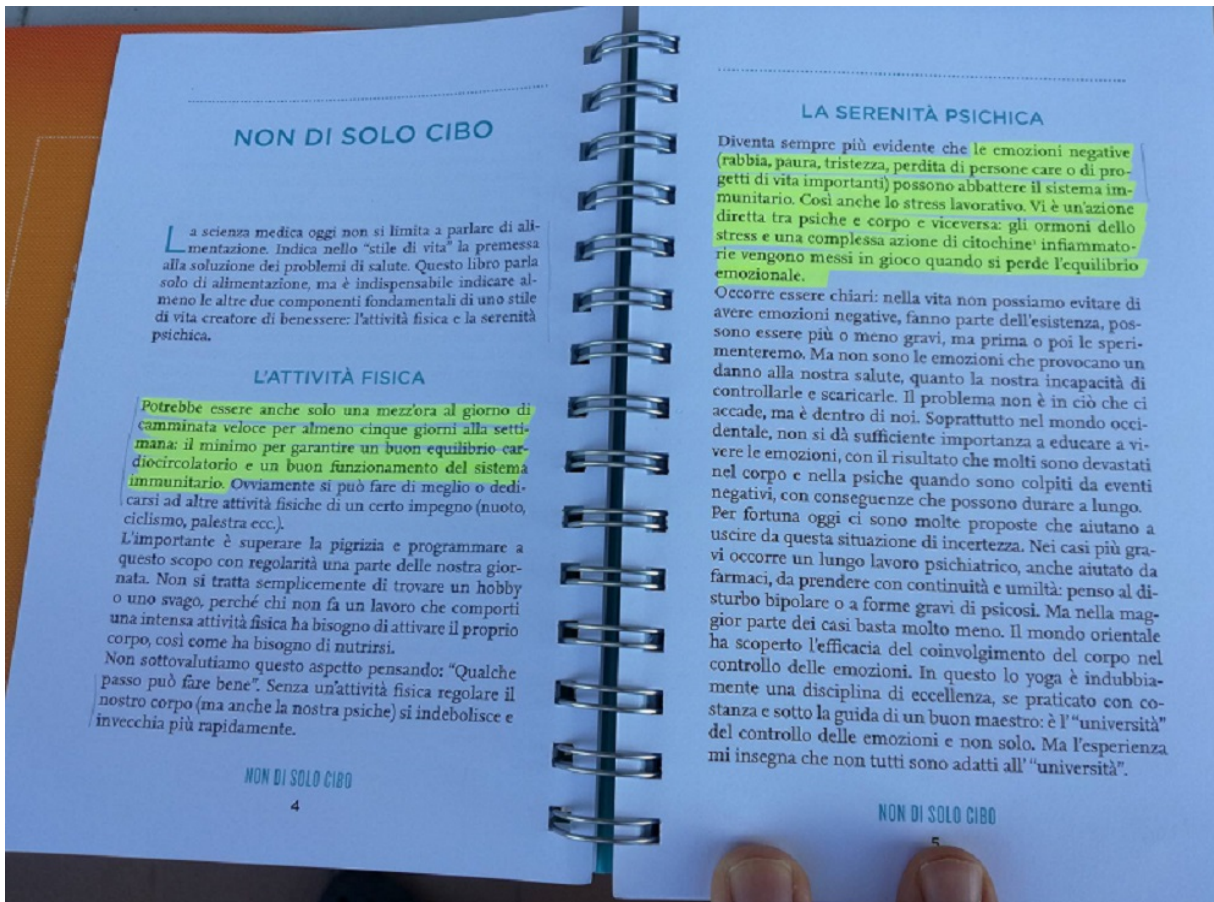 NON DI SOLO CIBO
La scienza medica oggi non si limita a parlare di ali-
mentazione. Indica nello “stile di vita” la premessa
alla soluzione dei problemi di salute. Questo libro parla
solo di alimentazione, ma è indispensabile indicare al-
meno le altre due componenti fondamentali di uno stile
di vita creatore di benessere: l’attività fisica e la serenità
psichica.
L’ATTIVITÀ FISICA
Potrebbe essere anche solo una mezz’ora al giorno di
camminata veloce per almeno cinque giorni alla setti-
mana: il minimo per garantire un buon equilibrio car-
diocircolatorio e un buon funzionamento del sistema
immunitario. Ovviamente si può fare di meglio o dedi-
carsi ad altre attività fisiche di un certo impegno (nuoto,
ciclismo, palestra ecc.).
L’importante è superare la pigrizia e programmare a
questo scopo con regolarità una parte delle nostra gior-
nata. Non si tratta semplicemente di trovare un hobby
o uno svago, perché chi non fa un lavoro che comporti
una intensa attività fisica ha bisogno di attivare il proprio
corpo, così come ha bisogno di nutrirsi.
Non sottovalutiamo questo aspetto pensando: “Qualche
passo può fare bene”. Senza un’attività fisica regolare il
nostro corpo (ma anche la nostra psiche) si indebolisce e
invecchia più rapidamente.
NON DI SOLO CIBO
4
LA SERENITÀ PSICHICA
Diventa sempre più evidente che le emozioni negative
(rabbia, paura, tristezza, perdita di persone care o di pro-
getti di vita importanti) possono abbattere il sistema im-
munitario. Così anche lo stress lavorativo. Vi è un’azione
diretta tra psiche e corpo e viceversa: gli ormoni dello
stress e una complessa azione di citochine¹ infiammato-
rie vengono messi in gioco quando si perde l’equilibrio
emozionale.
Occorre essere chiari: nella vita non possiamo evitare di
avere emozioni negative, fanno parte dell’esistenza, pos-
sono essere più o meno gravi, ma prima o poi le speri-
menteremo. Ma non sono le emozioni che provocano un
danno alla nostra salute, quanto la nostra incapacità di
controllarle e scaricarle. Il problema non è in ciò che ci
accade, ma è dentro di noi. Soprattutto nel mondo occi-
dentale, non si dà sufficiente importanza a educare a vi-
vere le emozioni, con il risultato che molti sono devastati
nel corpo e nella psiche quando sono colpiti da eventi
negativi, con conseguenze che possono durare a lungo.
Per fortuna oggi ci sono molte proposte che aiutano a
uscire da questa situazione di incertezza. Nei casi più gra-
vi occorre un lungo lavoro psichiatrico, anche aiutato da
farmaci, da prendere con continuità e umiltà: penso al di-
sturbo bipolare o a forme gravi di psicosi. Ma nella mag-
gior parte dei casi basta molto meno. Il mondo orientale
ha scoperto l’efficacia del coinvolgimento del corpo nel
controllo delle emozioni. In questo lo yoga è indubbia-
mente una disciplina di eccellenza, se praticato con co-
stanza e sotto la guida di un buon maestro: è l’“università”
del controllo delle emozioni e non solo. Ma l’esperienza
mi insegna che non tutti sono adatti all’“università”.
NON DI SOLO CIBO
5